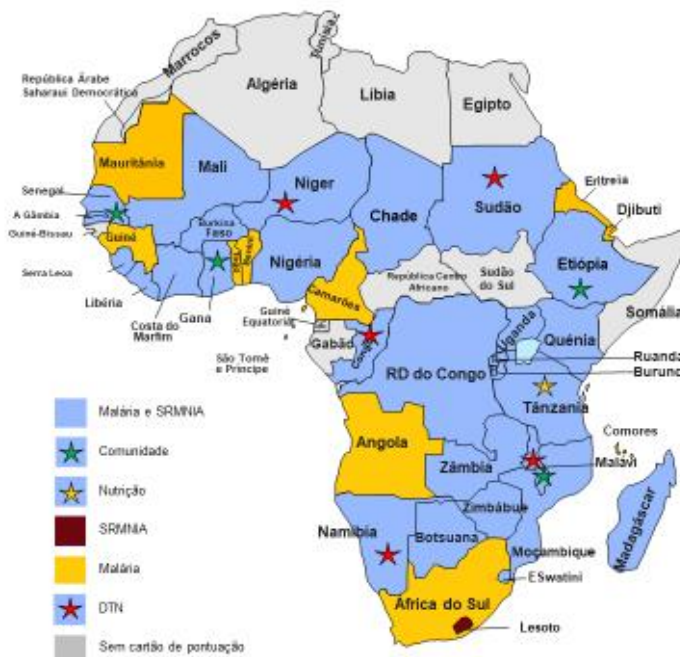 Marrocos
Tunísia
República Árabe
Saharaui Democrática
Algéria
Líbia
Egipto
Mauritânia
Mali
Níger
Chade
Sudão
Eritreia
Djibuti
Senegal
A Gâmbia
Guiné-Bissau
Guiné
Serra Leoa
Libéria
Costa do
Marfim
Burkina
Faso
Gana
Nigéria
Camarões
República Centro
Africano
Sudão
do Sul
Etiópia
Somália
Guiné
Equatorial
São Tomé
e Príncipe
Gabão
Congo
RD do Congo
Uganda
Quénia
Ruanda
Burundi
Tânzania
Comores
Malavi
Angola
Zâmbia
Zimbábue
Moçambique
Madagáscar
Namíbia
Botsuana
ESwatini
África do Sul
Lesoto
Malária e SRMNIA
Comunidade
Nutrição
SRMNIA
Malária
DTN
Sem cartão de pontuação